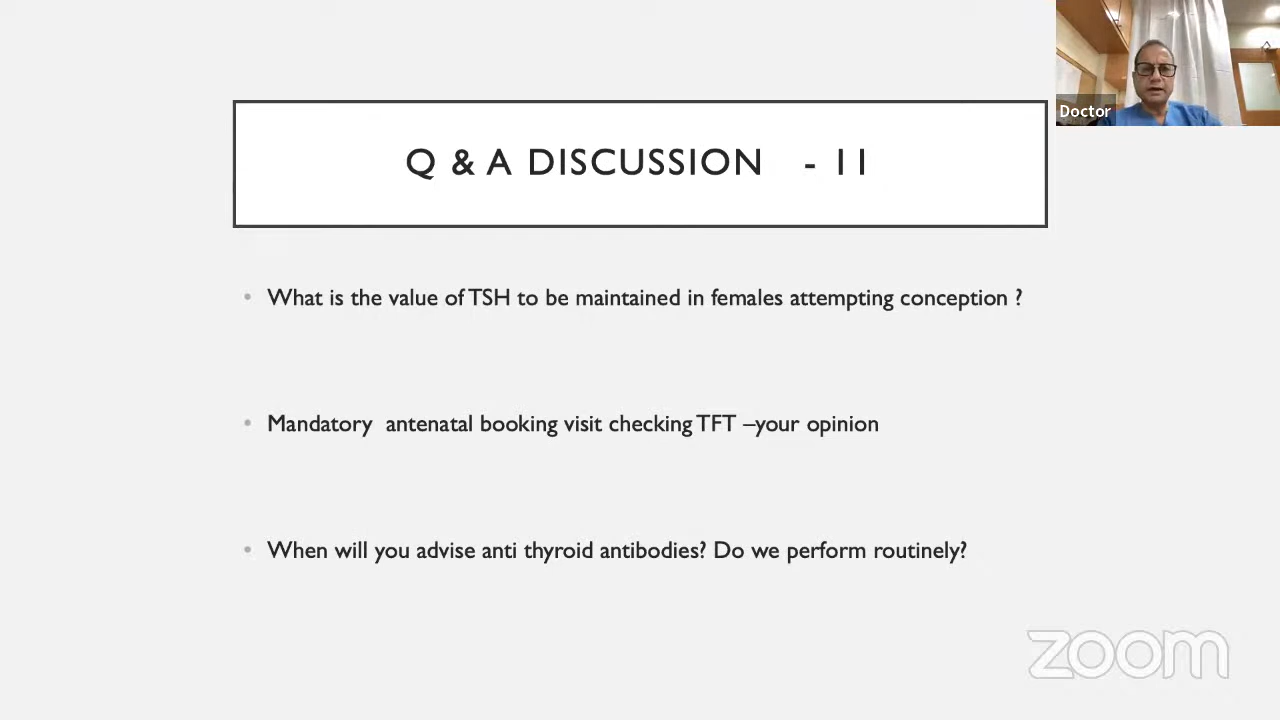 Doctor
Q & A DISCUSSION - 11
What is the value of TSH to be maintained in females attempting conception ?
Mandatory antenatal booking visit checking TFT –your opinion
When will you advise anti thyroid antibodies? Do we perform routinely?
zoom